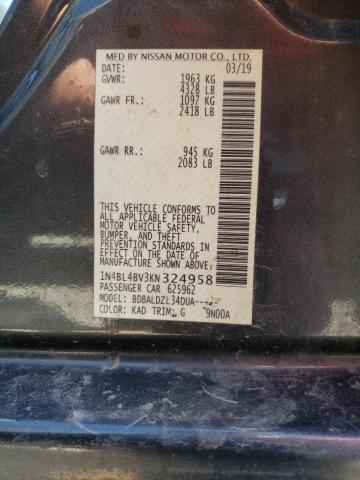 MFD BY NISSAN MOTOR CO., LTD.
DATE: 03/19
GVWR: 1963 KG
4328 LB
GAWR FR: 1097 KG
2418 LB
GAWR RR: 945 KG
2083 LB
THIS VEHICLE CONFORMS TO
ALL APPLICABLE FEDERAL
MOTOR VEHICLE SAFETY,
BUMPER, AND THEFT
PREVENTION STANDARDS
IN EFFECT ON THE DATE OF
MANUFACTURE SHOWN ABOVE.
1N4BL4BV3KN324958
PASSENGER CAR 625962
MODEL: BDBALDZL34DUA----
COLOR: KAD TRIM: G 9N00A